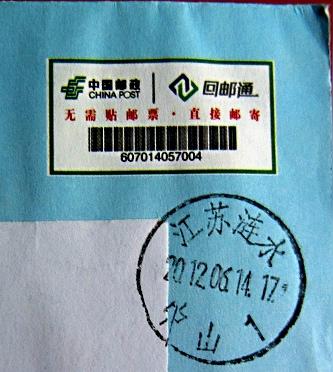 中国邮政 回邮通
CHINA POST
无需贴邮票·直接邮寄
607014057004
江苏涟水
2012.06.14.17
山
1